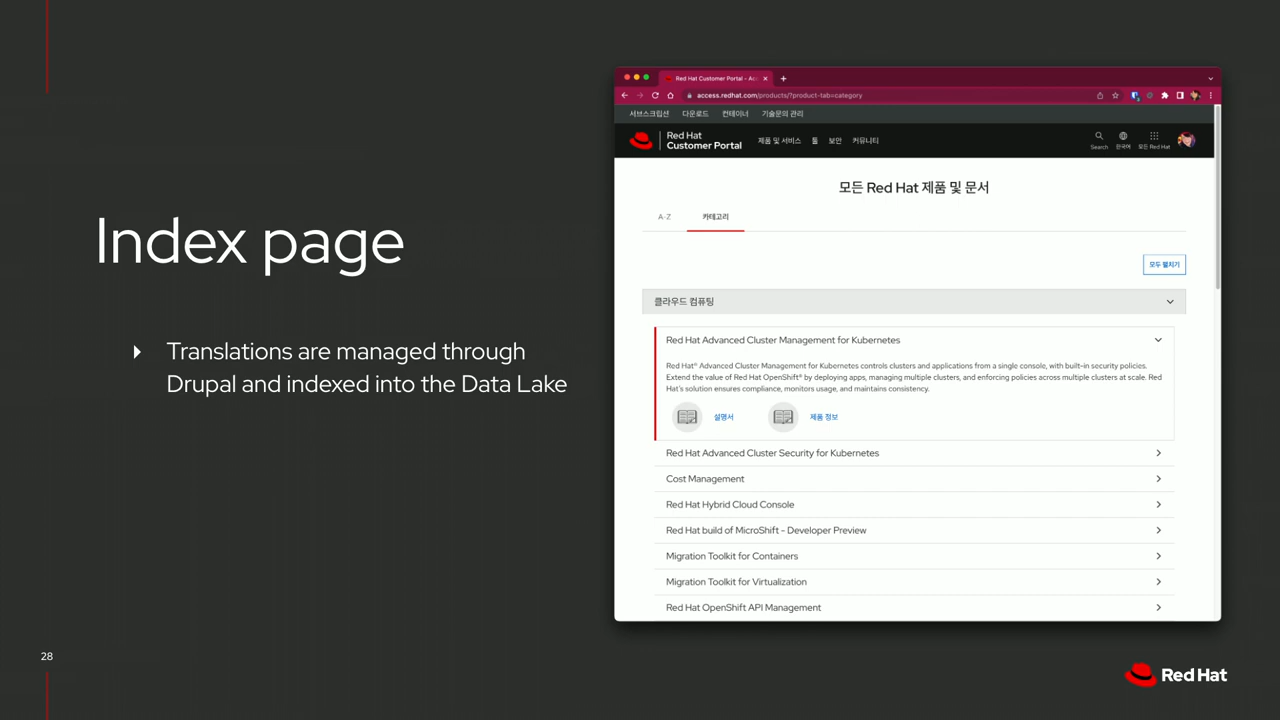 Index page
Translations are managed through
Drupal and indexed into the Data Lake
Red Hat Customer Portal - Acc
access.redhat.com/products/?product-tab=category
서브스크립션 다운로드 컨테이너 기술문의 관리
Red Hat
Customer Portal
제품 및 서비스 툴 보안 커뮤니티
Search 한국어 모든 Red Hat
모든 Red Hat 제품 및 문서
A-Z 카테고리
모두 펼치기
클라우드 컴퓨팅
Red Hat Advanced Cluster Management for Kubernetes
Red Hat® Advanced Cluster Management for Kubernetes controls clusters and applications from a single console, with built-in security policies.
Extend the value of Red Hat OpenShift® by deploying apps, managing multiple clusters, and enforcing policies across multiple clusters at scale. Red
Hat's solution ensures compliance, monitors usage, and maintains consistency.
설명서 제품 정보
Red Hat Advanced Cluster Security for Kubernetes
Cost Management
Red Hat Hybrid Cloud Console
Red Hat build of MicroShift - Developer Preview
Migration Toolkit for Containers
Migration Toolkit for Virtualization
Red Hat OpenShift API Management
28
Red Hat